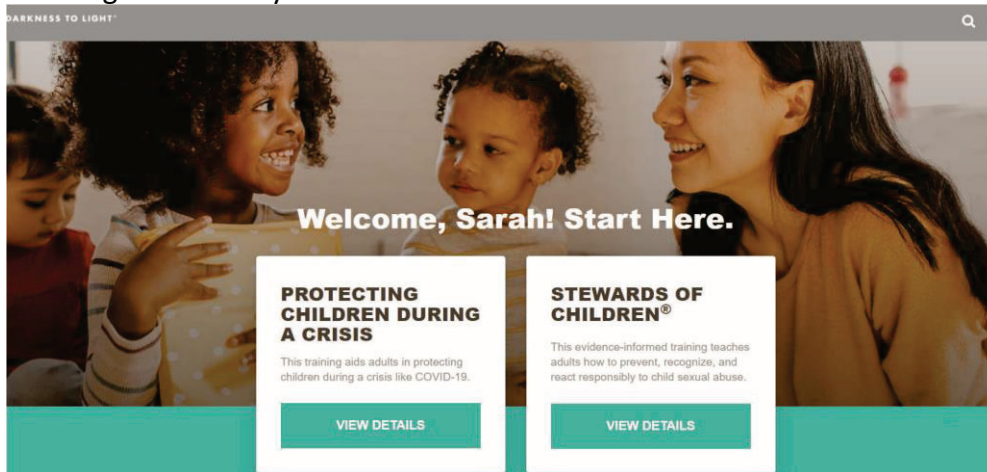 DARKNESS TO LIGHT
Welcome, Sarah! Start Here.
PROTECTING
CHILDREN DURING
A CRISIS
This training aids adults in protecting
children during a crisis like COVID-19.
VIEW DETAILS
STEWARDS OF
CHILDREN®
This evidence-informed training teaches
adults how to prevent, recognize, and
react responsibly to child sexual abuse.
VIEW DETAILS